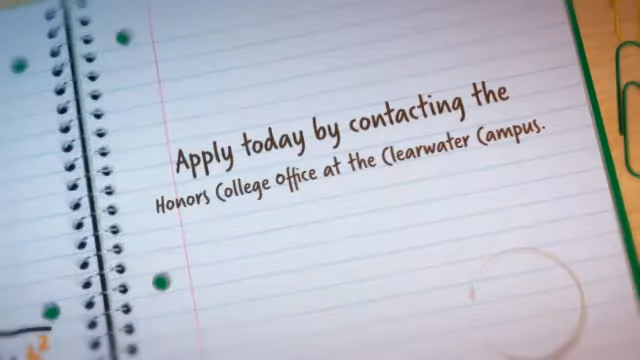 Apply today by contacting the
Honors College Office at the Clearwater Campus.